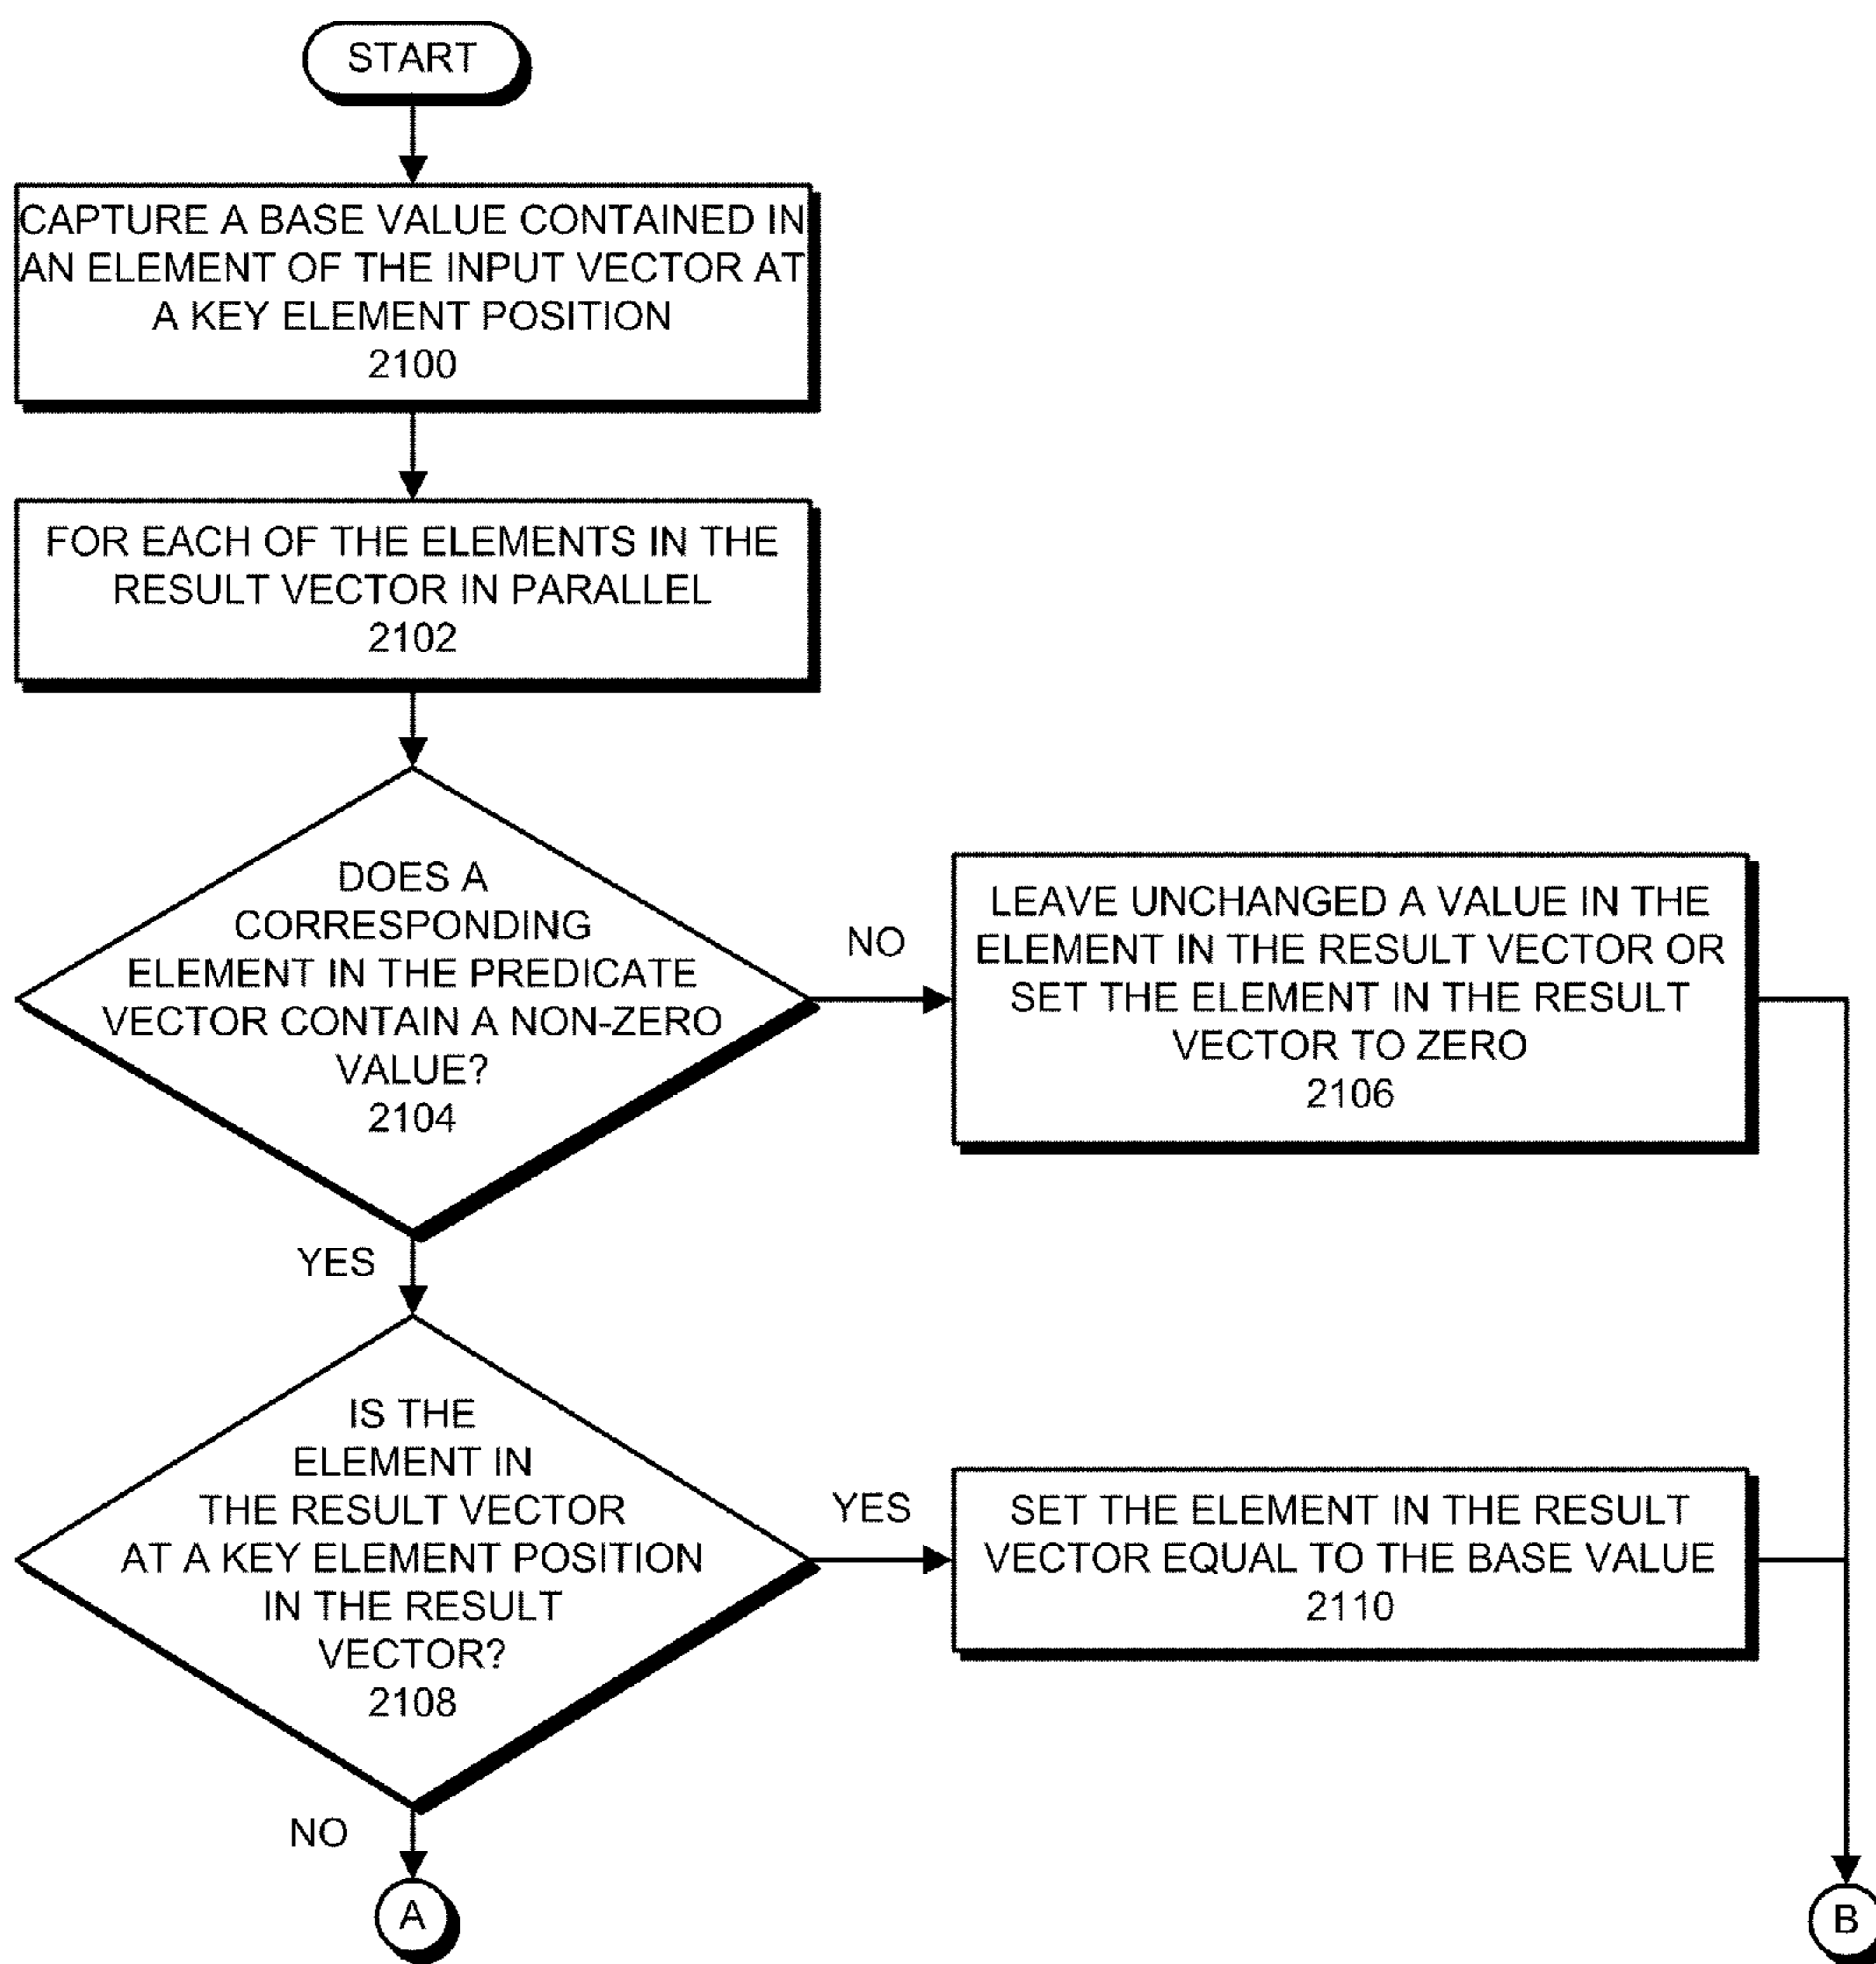 START
CAPTURE A BASE VALUE CONTAINED IN
AN ELEMENT OF THE INPUT VECTOR AT
A KEY ELEMENT POSITION
2100
FOR EACH OF THE ELEMENTS IN THE
RESULT VECTOR IN PARALLEL
2102
DOES A
CORRESPONDING
ELEMENT IN THE PREDICATE
VECTOR CONTAIN A NON-ZERO
VALUE?
2104
NO
LEAVE UNCHANGED A VALUE IN THE
ELEMENT IN THE RESULT VECTOR OR
SET THE ELEMENT IN THE RESULT
VECTOR TO ZERO
2106
YES
IS THE
ELEMENT IN
THE RESULT VECTOR
AT A KEY ELEMENT POSITION
IN THE RESULT
VECTOR?
2108
YES
SET THE ELEMENT IN THE RESULT
VECTOR EQUAL TO THE BASE VALUE
2110
NO
A
B